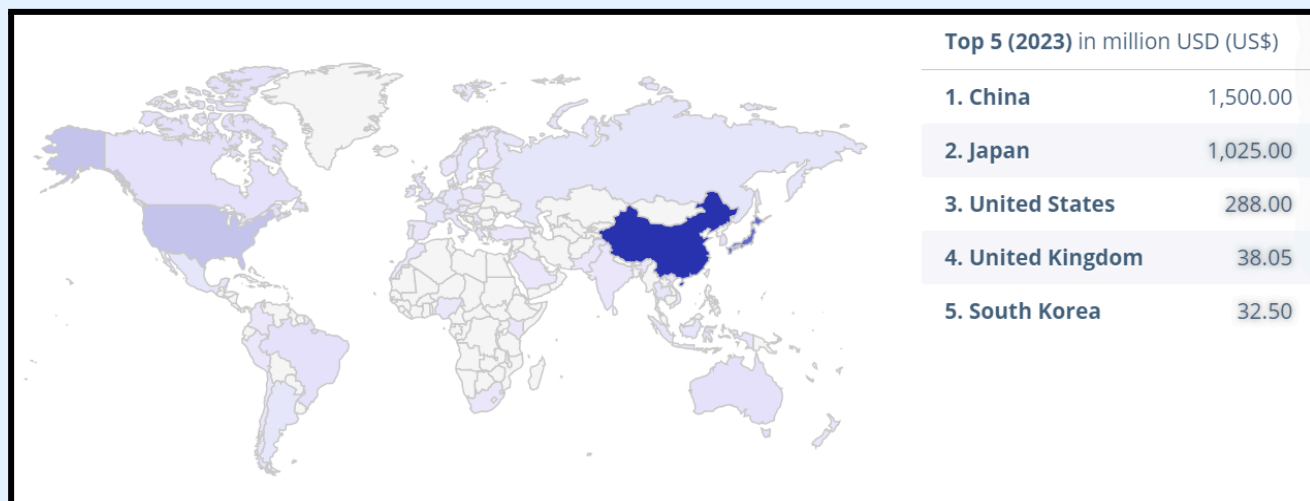 Top 5 (2023) in million USD (US$)
1. China 1,500.00
2. Japan 1,025.00
3. United States 288.00
4. United Kingdom 38.05
5. South Korea 32.50